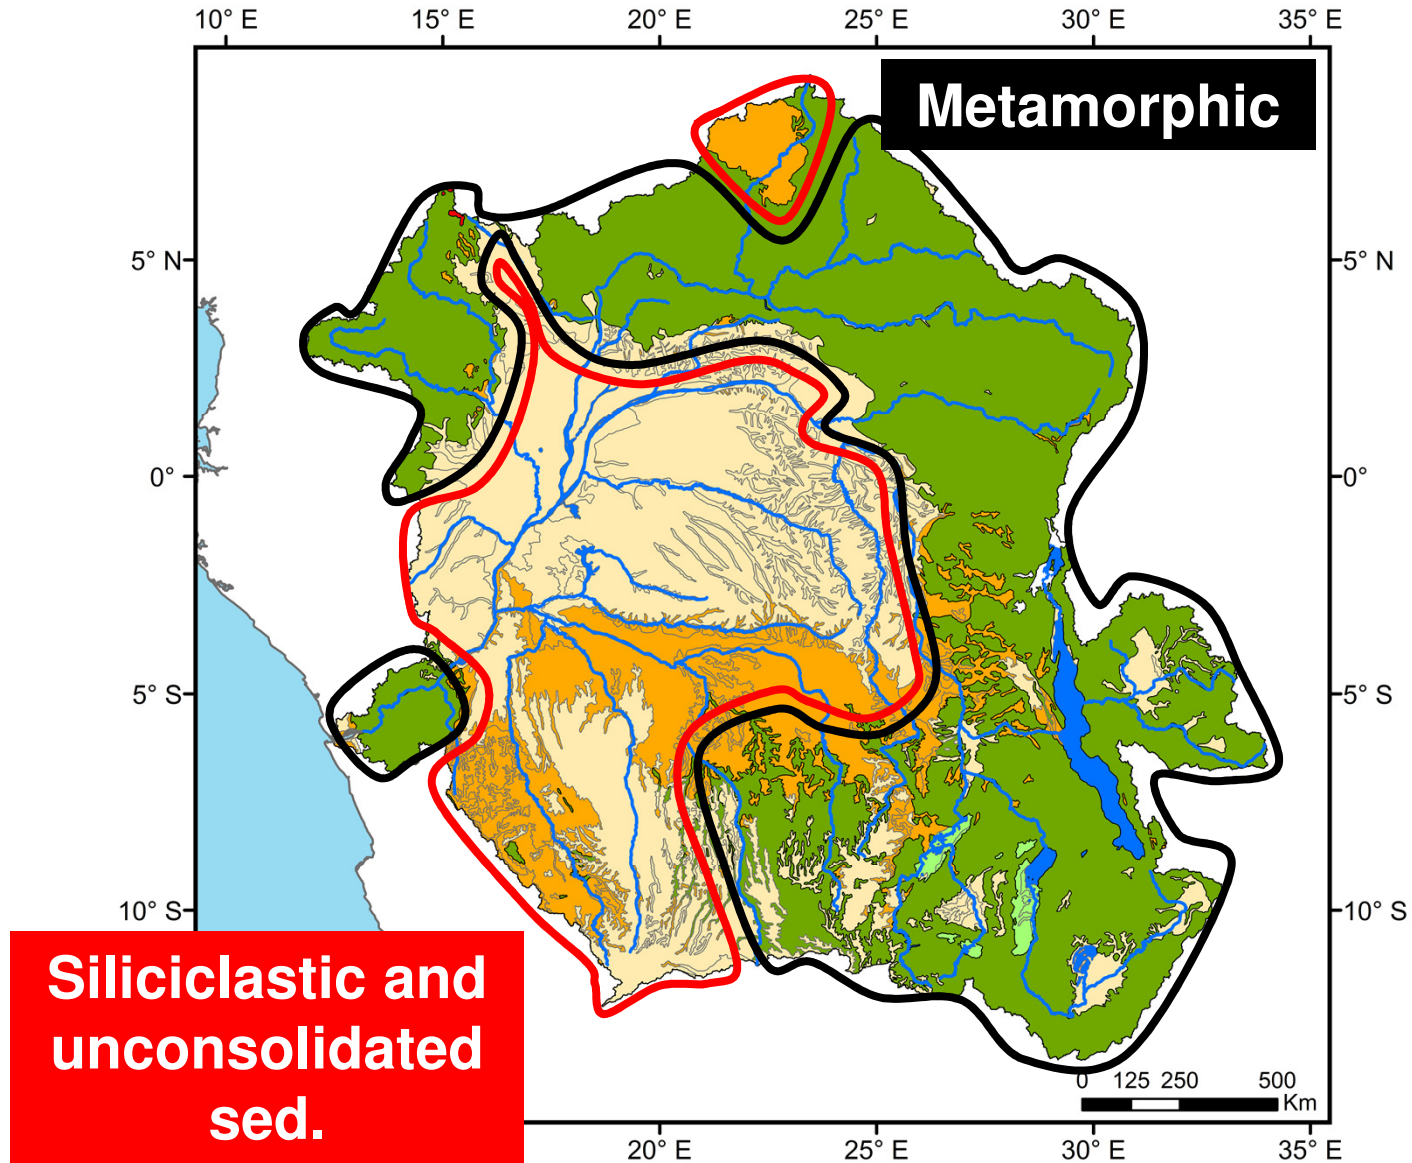 10° E 15° E 20° E 25° E 30° E 35° E
Metamorphic
5° N 5° N
0° 0°
5° S 5° S
10° S 10° S
Siliciclastic and
unconsolidated
sed.
0 125 250 500
Km
20° E 25° E 30° E 35° E